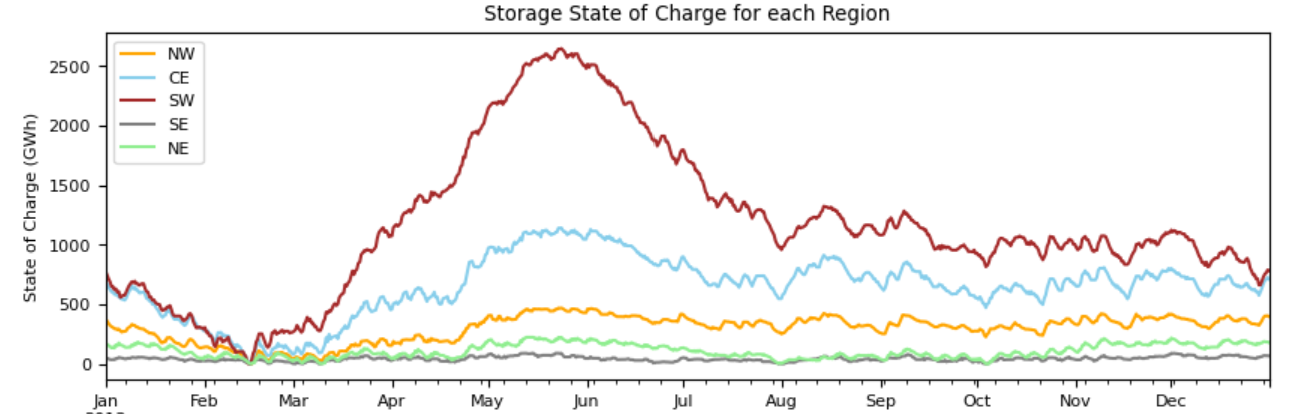 Storage State of Charge for each Region
State of Charge (GWh)
2500
2000
1500
1000
500
0
NW
CE
SW
SE
NE
Jan Feb Mar Apr May Jun Jul Aug Sep Oct Nov Dec